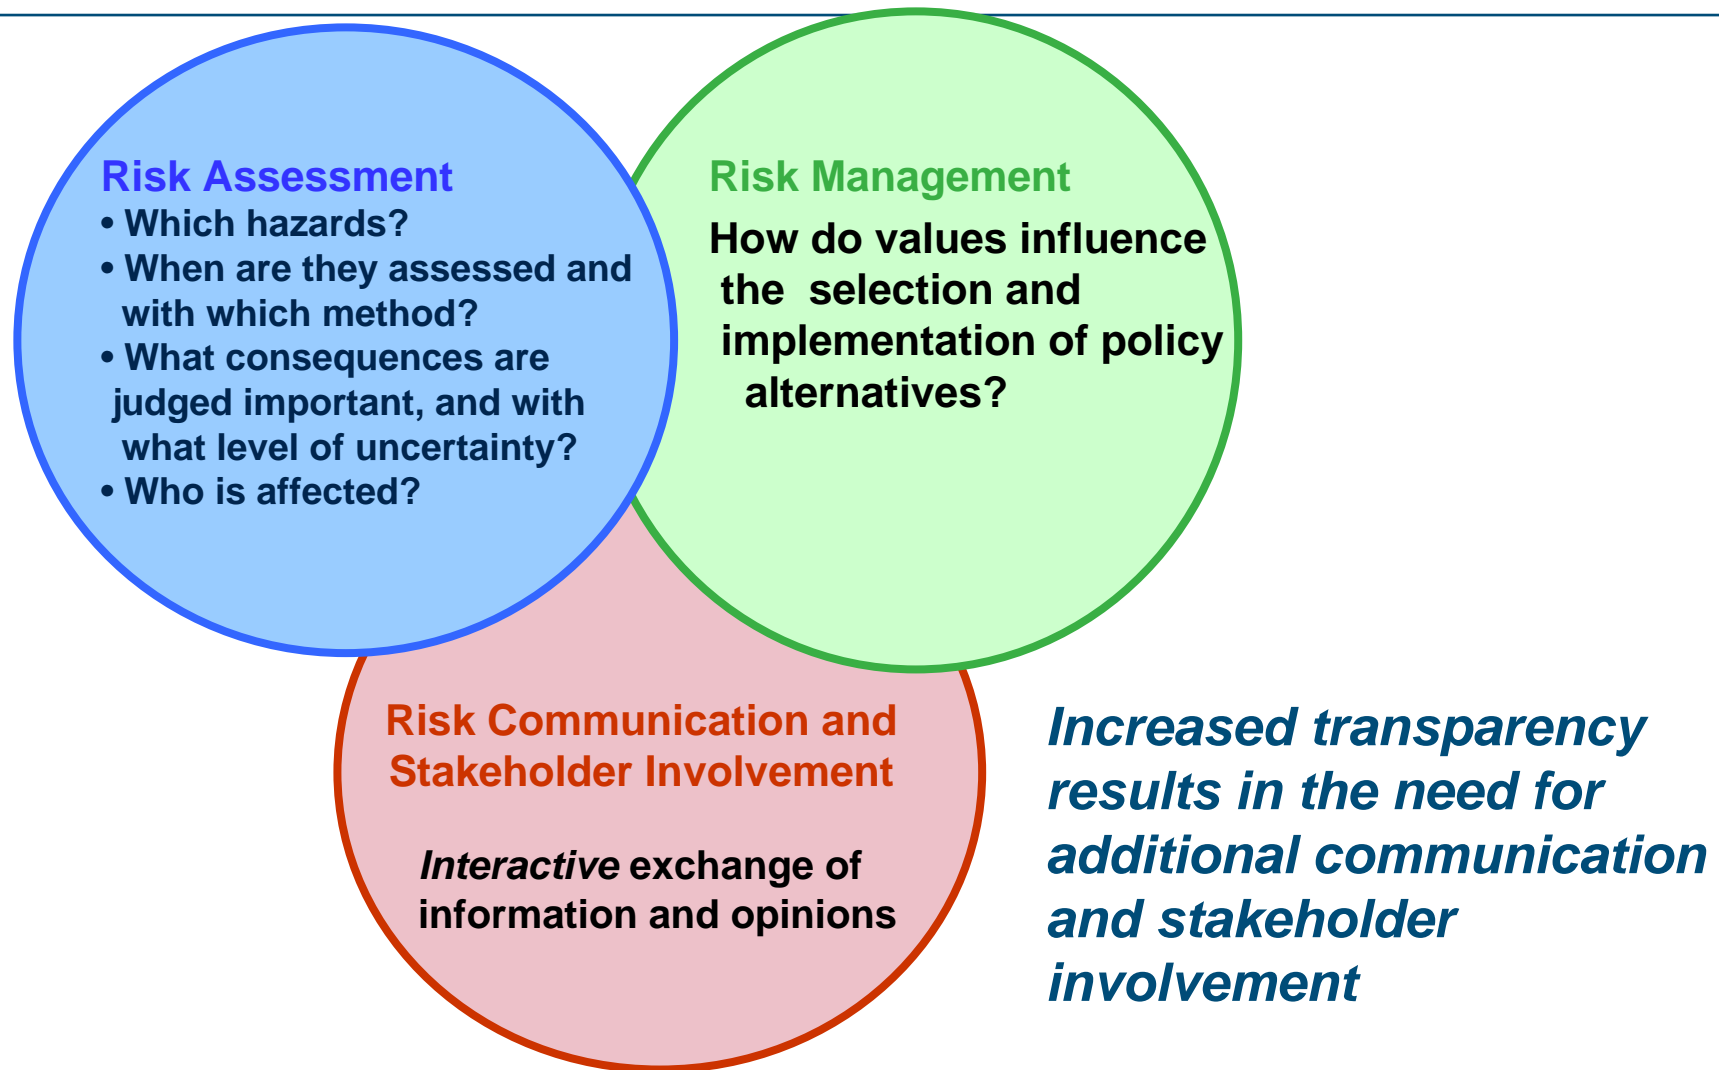 Risk Assessment
• Which hazards?
• When are they assessed and
with which method?
• What consequences are
judged important, and with
what level of uncertainty?
• Who is affected?
Risk Management
How do values influence
the selection and
implementation of policy
alternatives?
Risk Communication and
Stakeholder Involvement
Interactive exchange of
information and opinions
Increased transparency
results in the need for
additional communication
and stakeholder
involvement